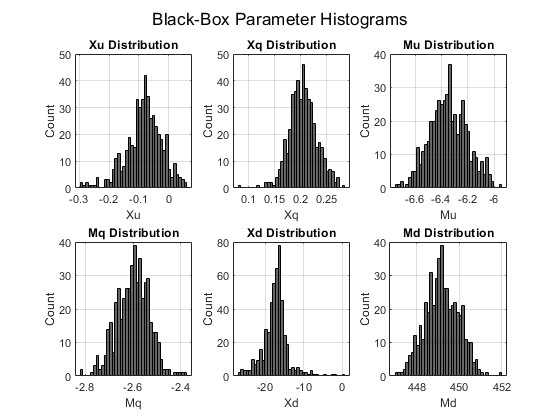 Black-Box Parameter Histograms
Xu Distribution
Xq Distribution
Mu Distribution
50
40
30
20
10
0
Count
-0.3 -0.2 -0.1 0
Xu
50
40
30
20
10
0
Count
0.1 0.15 0.2 0.25
Xq
40
30
20
10
0
Count
-6.6 -6.4 -6.2 -6
Mu
Mq Distribution
Xd Distribution
Md Distribution
40
30
20
10
0
Count
-2.8 -2.6 -2.4
Mq
80
60
40
20
0
Count
-20 -10 0
Xd
40
30
20
10
0
Count
448 450 452
Md